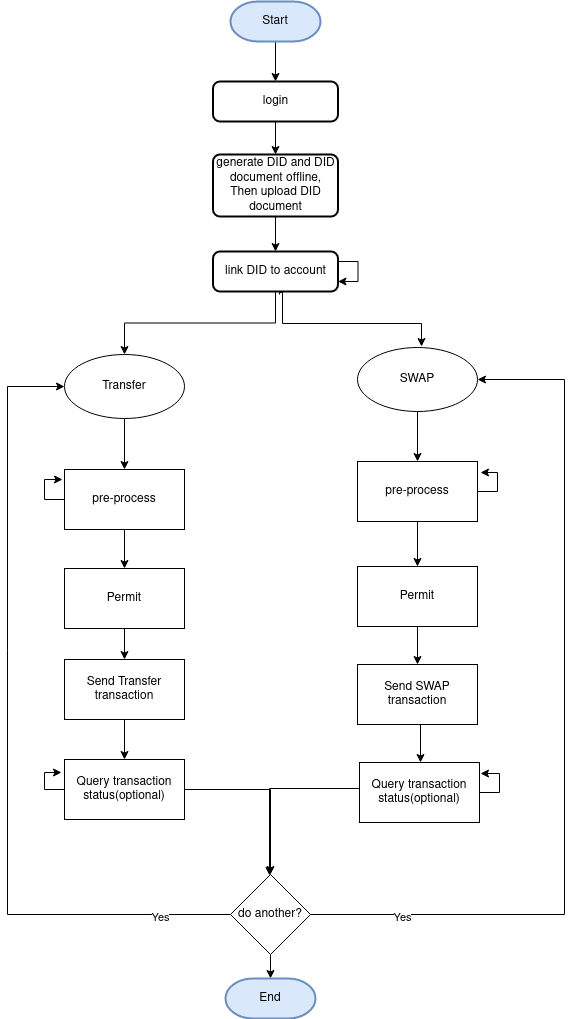 Start
login
generate DID and DID
document offline,
Then upload DID
document
link DID to account
Transfer
SWAP
pre-process
pre-process
Permit
Permit
Send Transfer
transaction
Send SWAP
transaction
Query transaction
status(optional)
Query transaction
status(optional)
do another?
Yes
Yes
End